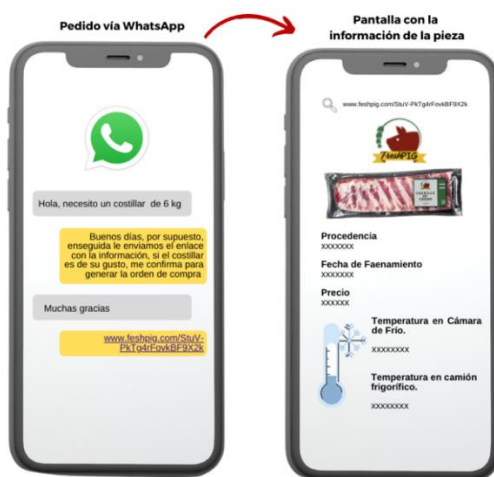 Pedido vía WhatsApp
Hola, necesito un costillar de 6 kg
Buenos días, por supuesto,
enseguida le enviamos el enlace
con la información, si el costillar
es de su gusto, me confirma para
generar la orden de compra
Muchas gracias
www.feshpig.com/StuV-
PkTg4rFovkBF9X2k
Pantalla con la
información de la pieza
www.feshpig.com/StuV-PkTg4rFovkBF9X2k
FreshPIG
Procedencia
xxxxxxx
Fecha de Faenamiento
xxxxxxx
Precio
xxxxxx
Temperatura en Cámara
de Frío.
xxxxxxxx
Temperatura en camión
frigorífico.
xxxxxxxx